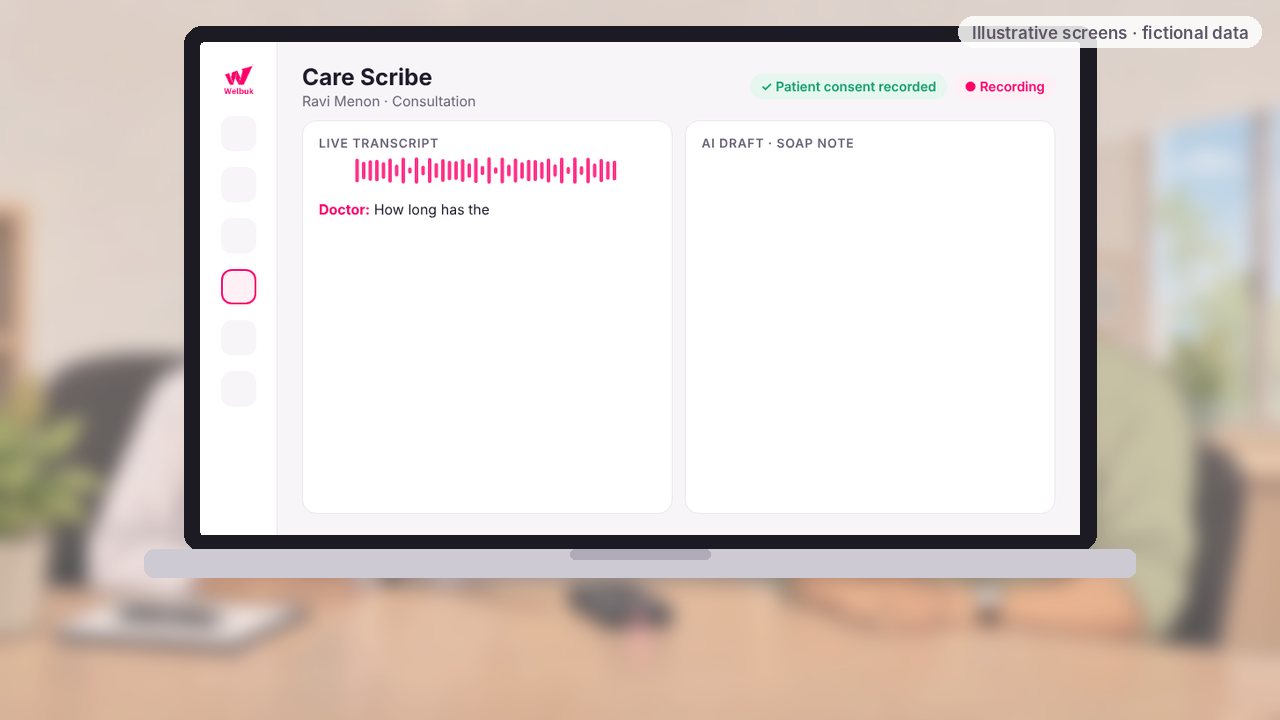 Illustrative screens · fictional data
Welbuk
Care Scribe
Ravi Menon · Consultation
✓ Patient consent recorded
● Recording
LIVE TRANSCRIPT
Doctor: How long has the
AI DRAFT · SOAP NOTE